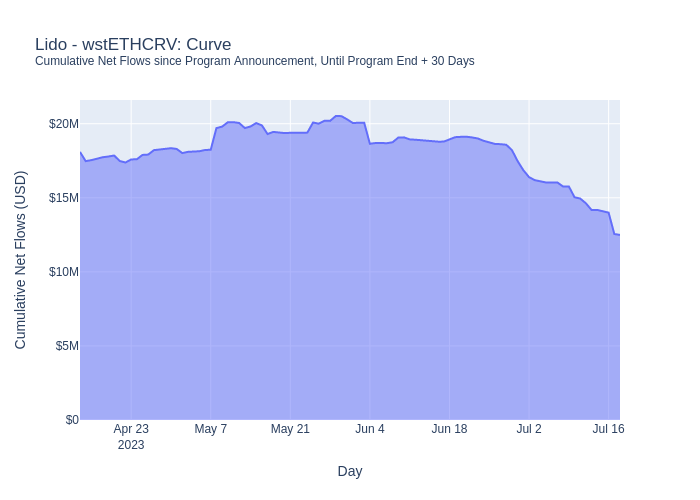 Lido - wstETHCRV: Curve
Cumulative Net Flows since Program Announcement, Until Program End + 30 Days
Cumulative Net Flows (USD)
$20M
$15M
$10M
$5M
$0
Apr 23
2023
May 7
May 21
Jun 4
Jun 18
Jul 2
Jul 16
Day